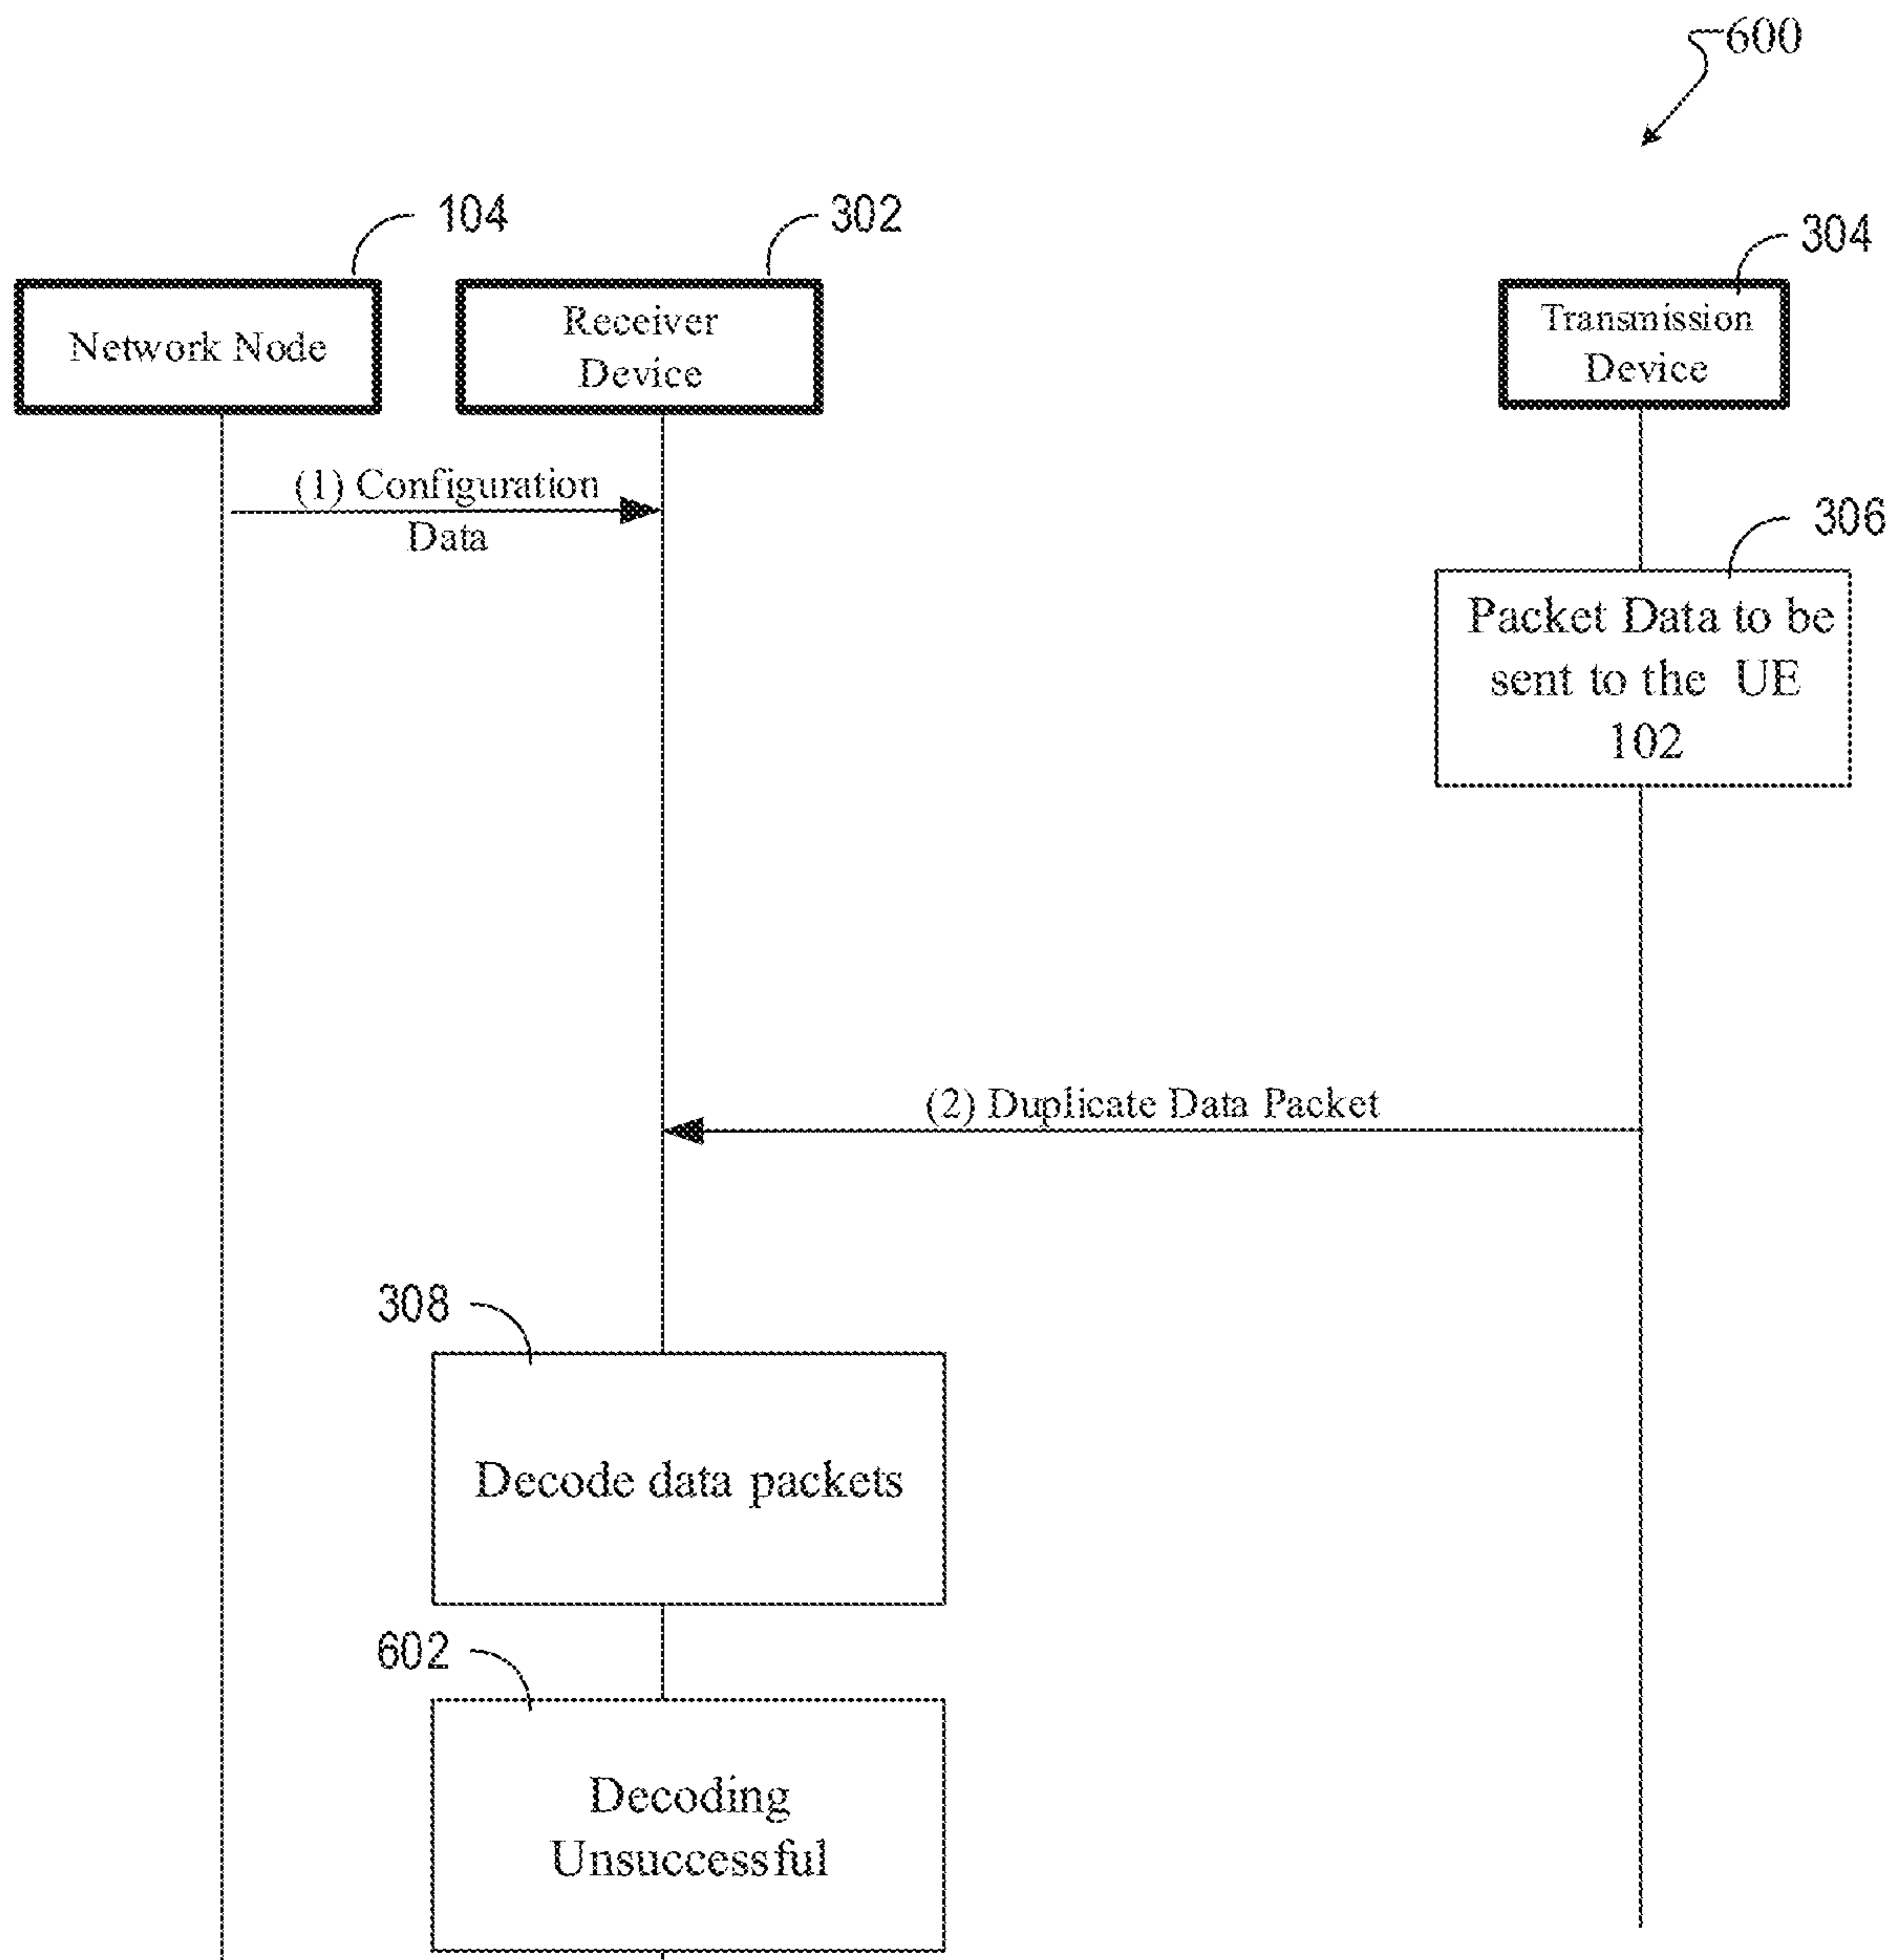 600
104
302
304
Network Node
Receiver
Device
Transmission
Device
(1) Configuration
Data
306
Packet Data to be
sent to the UE
102
(2) Duplicate Data Packet
308
Decode data packets
602
Decoding
Unsuccessful